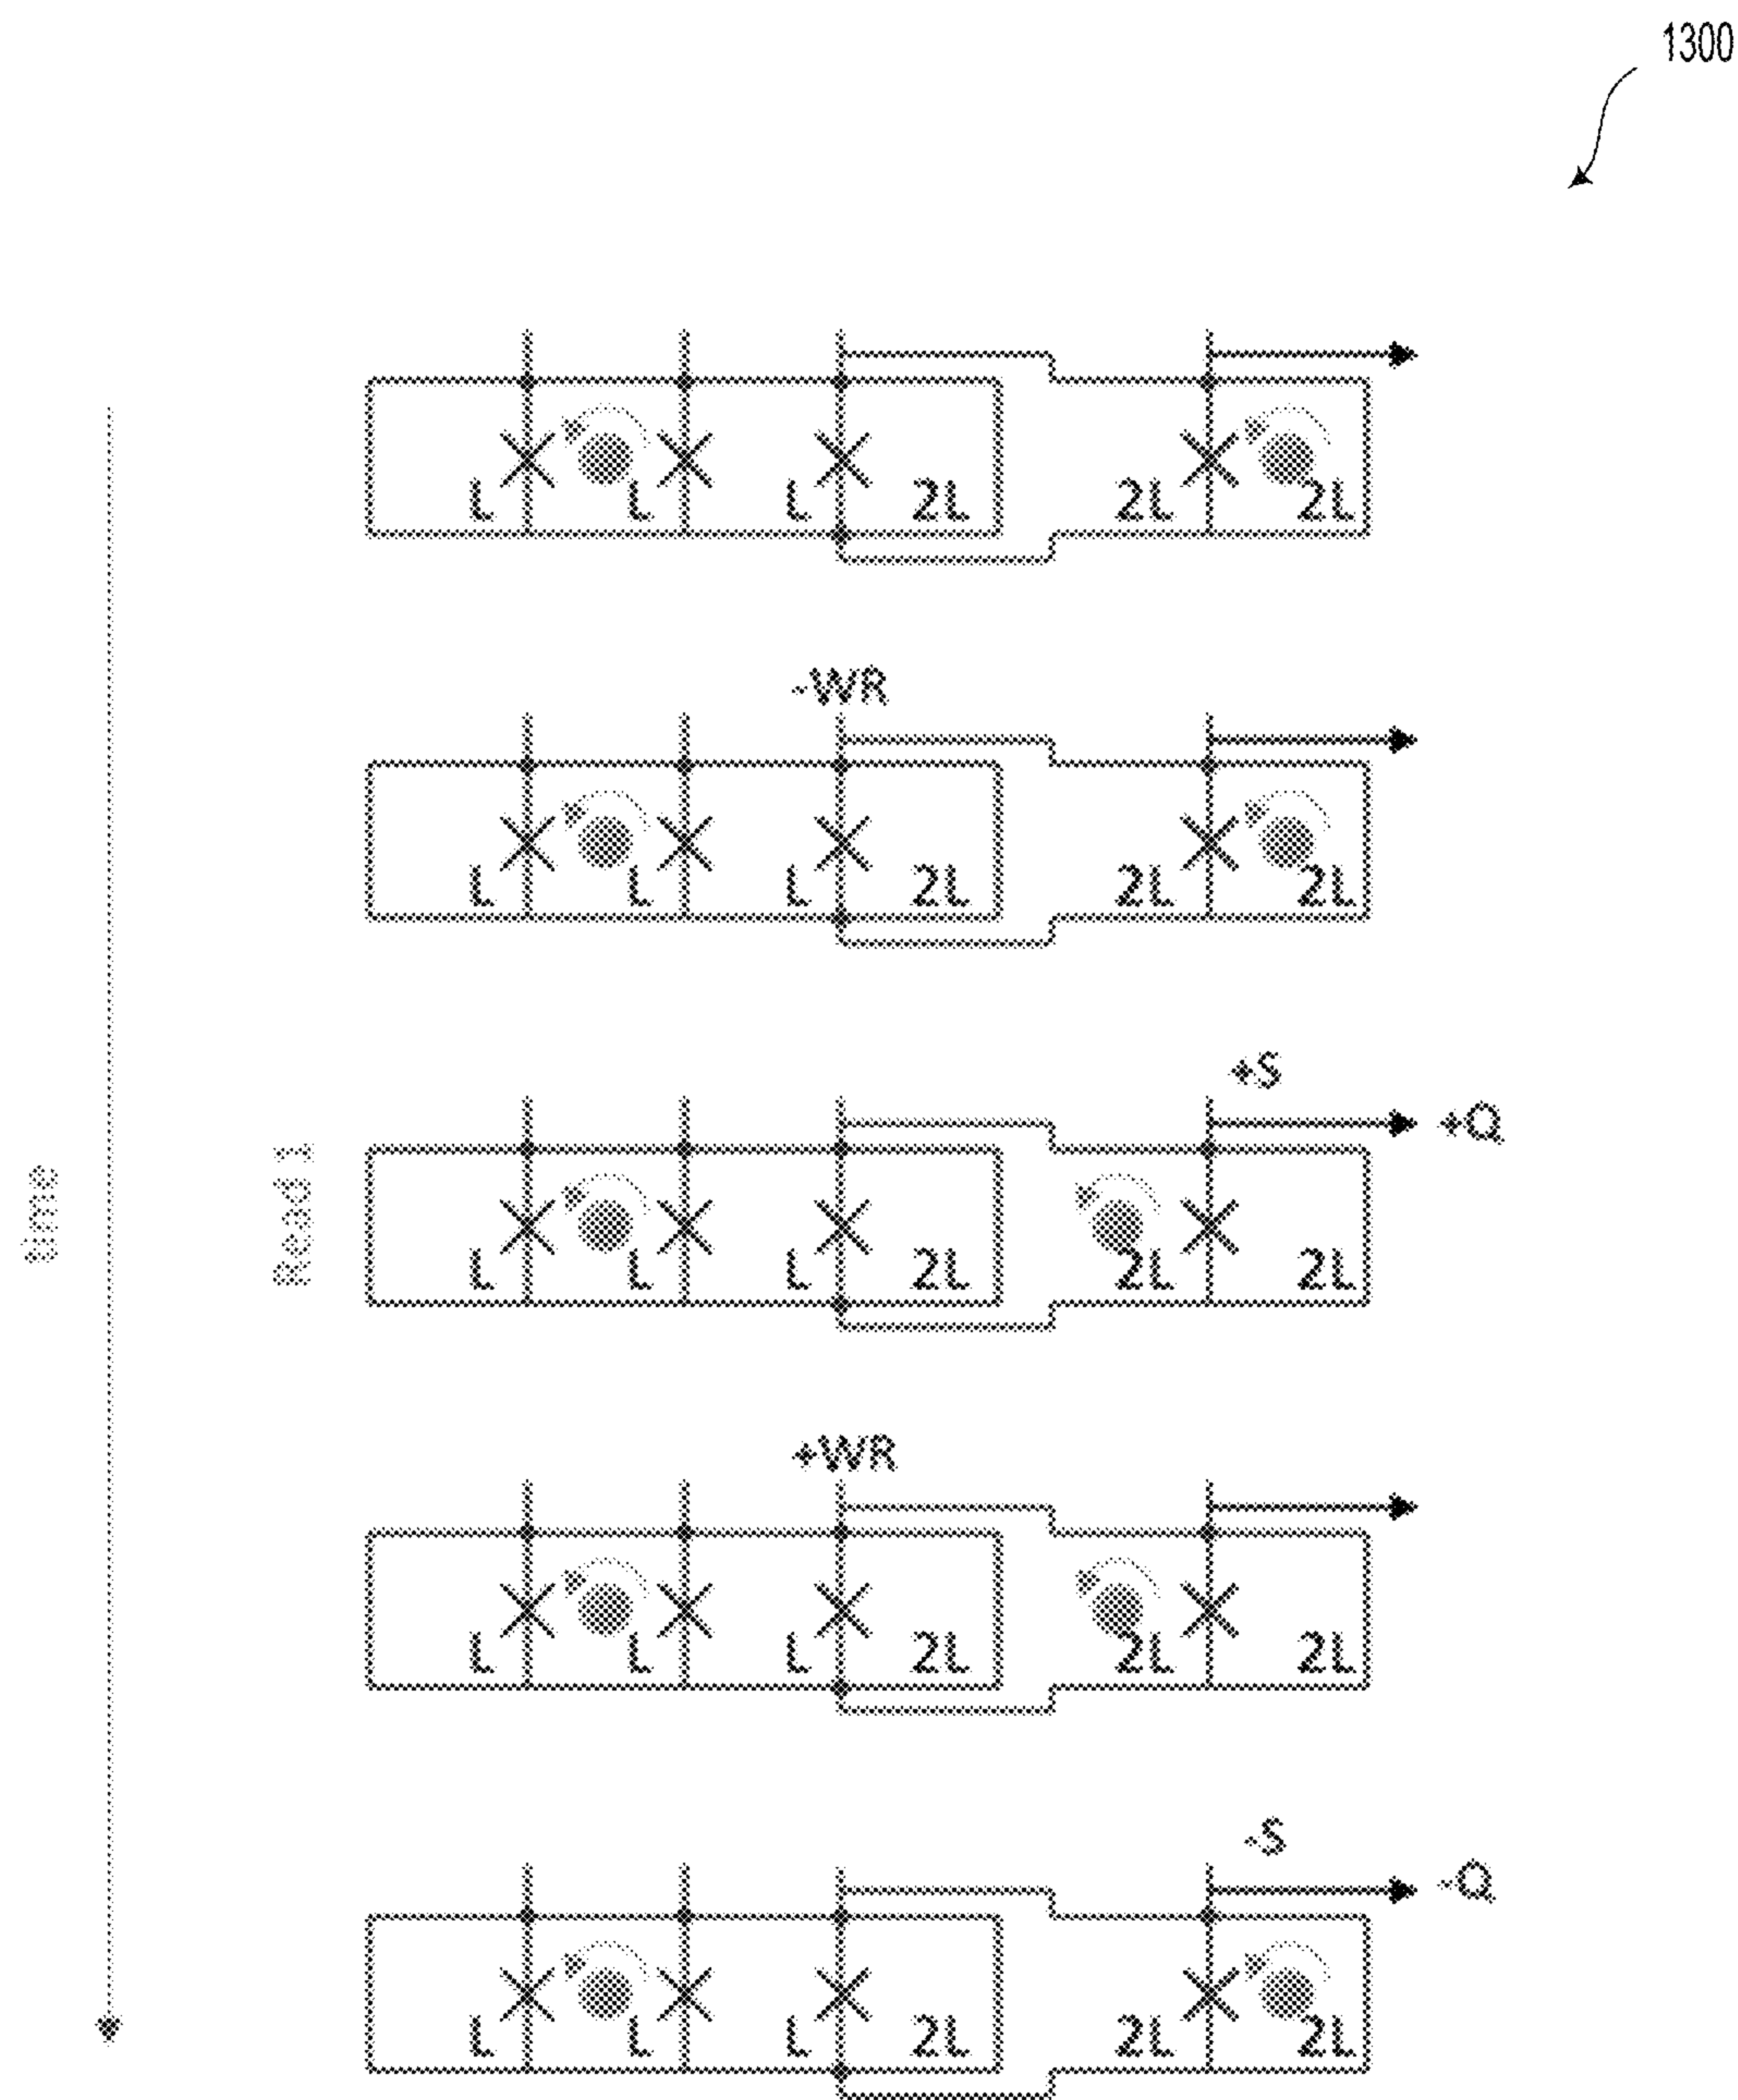 1300
L L L 2L 2L 2L
-WR
L L L 2L 2L 2L
+S
+Q
time
Read 1
L L L 2L 2L 2L
+WR
L L L 2L 2L 2L
-S
-Q
L L L 2L 2L 2L